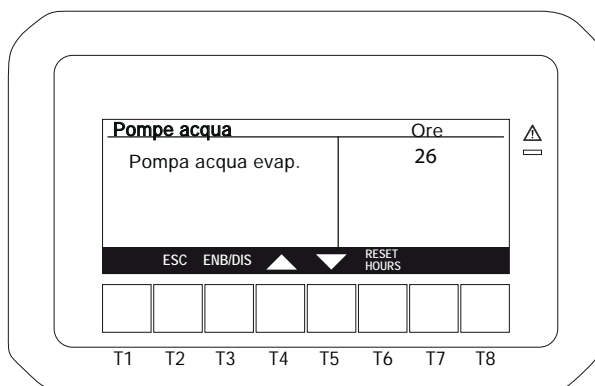 Pompe acqua Ore
Pompa acqua evap. 26
ESC ENB/DIS RESET
HOURS
T1 T2 T3 T4 T5 T6 T7 T8